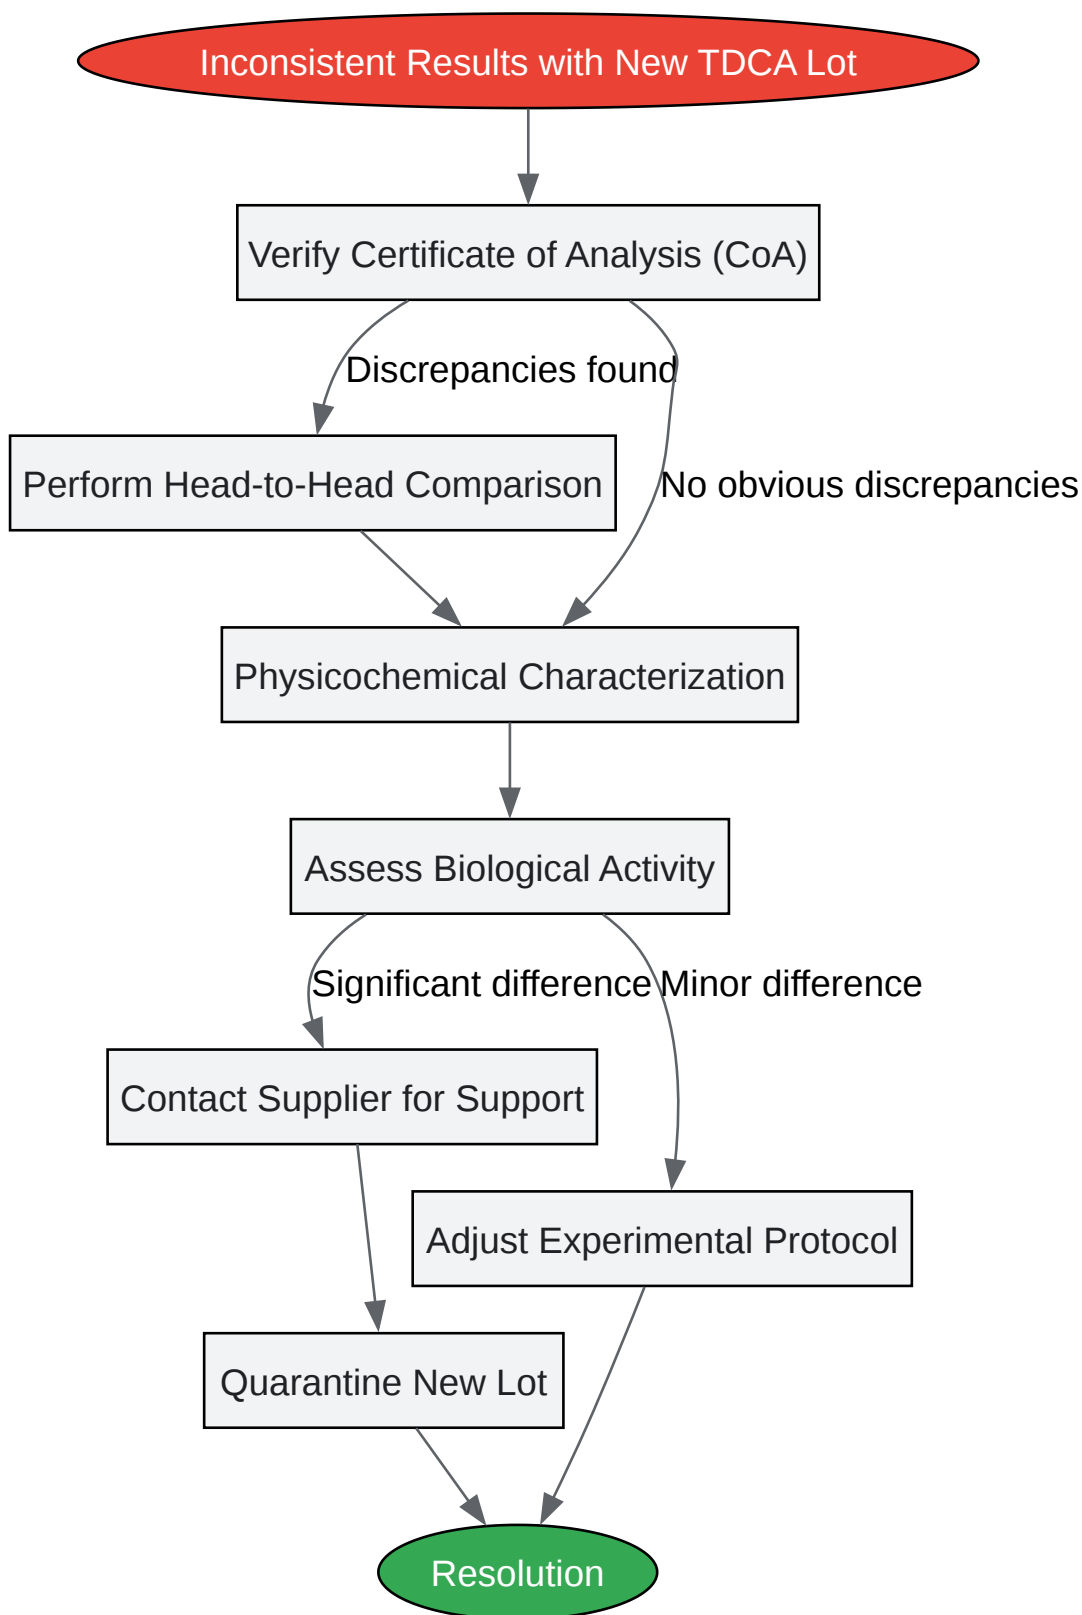 Inconsistent Results with New TDCA Lot
Verify Certificate of Analysis (CoA)
Discrepancies found
Perform Head-to-Head Comparison
No obvious discrepancies
Physicochemical Characterization
Assess Biological Activity
Significant difference
Minor difference
Contact Supplier for Support
Adjust Experimental Protocol
Quarantine New Lot
Resolution